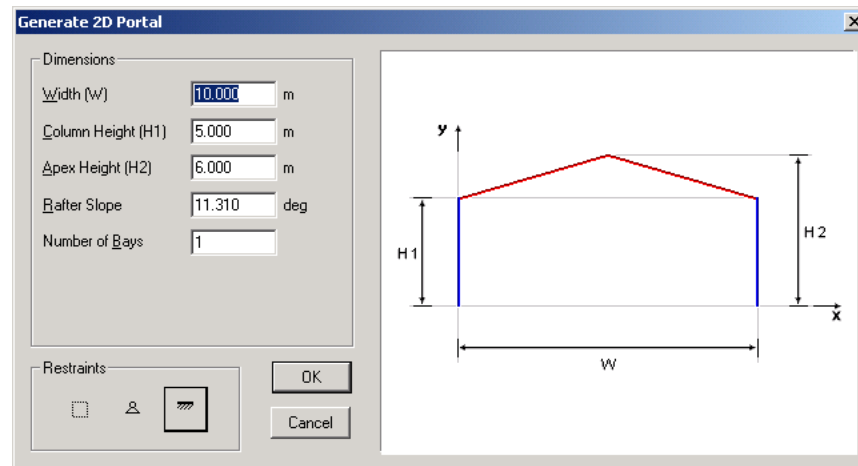 Generate 2D Portal
Dimensions
Width (W) 10.000 m
Column Height (H1) 5.000 m
Apex Height (H2) 6.000 m
Rafter Slope 11.310 deg
Number of Bays 1
Restraints
OK
Cancel
y
H1
H2
x
W